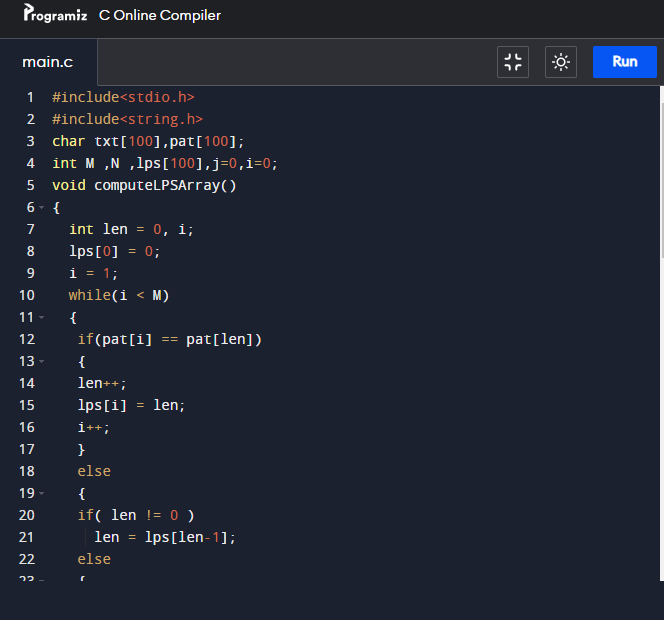 Programiz C Online Compiler
main.c
Run
1 #include<stdio.h>
2 #include<string.h>
3 char txt[100],pat[100];
4 int M ,N ,lps[100],j=0,i=0;
5 void computeLPSArray()
6 {
7 int len = 0, i;
8 lps[0] = 0;
9 i = 1;
10 while(i < M)
11 {
12 if(pat[i] == pat[len])
13 {
14 len++;
15 lps[i] = len;
16 i++;
17 }
18 else
19 {
20 if( len != 0 )
21 len = lps[len-1];
22 else
23 {